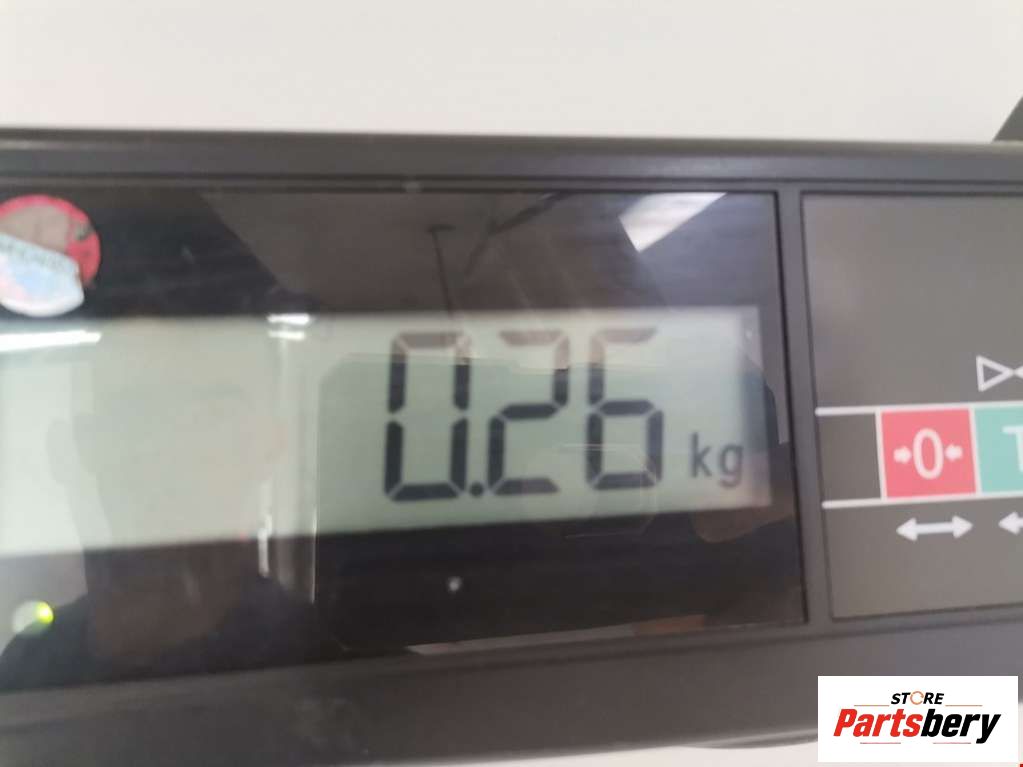 0.26 kg
0
T
STORE
Partsbery